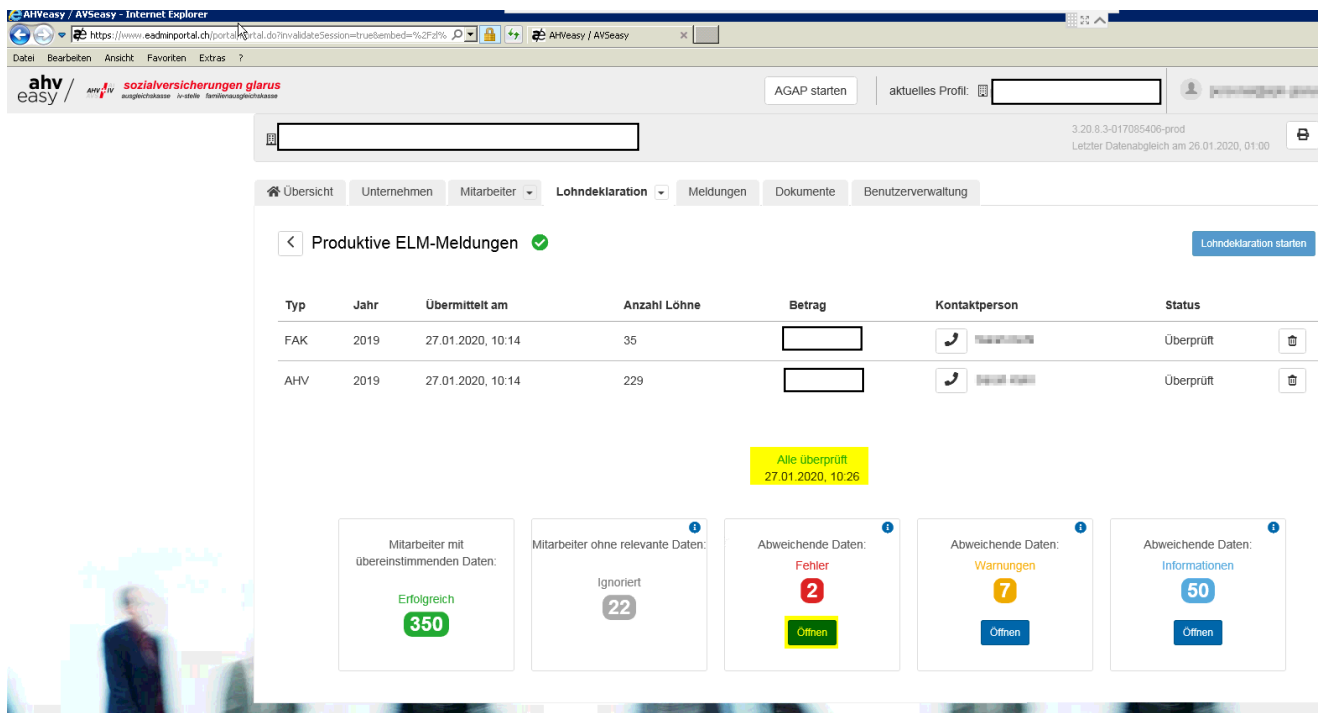 AHVeasy / AVSeasy - Internet Explorer
https://www.eadminportal.ch/portal/portal.do?invalidateSession=true&embed=%2Fzl% AHVeasy / AVSeasy
Datei Bearbeiten Ansicht Favoriten Extras ?
ahv easy / AHV IV sozialversicherungen glarus
ausgleichskasse iv-stelle familienausgleichskasse
AGAP starten aktuelles Profil:
3.20.8.3-017085406-prod
Letzter Datenabgleich am 26.01.2020, 01:00
Übersicht Unternehmen Mitarbeiter Lohndeklaration Meldungen Dokumente Benutzerverwaltung
Produktive ELM-Meldungen Lohndeklaration starten
Typ Jahr Übermittelt am Anzahl Löhne Betrag Kontaktperson Status
FAK 2019 27.01.2020, 10:14 35 Überprüft
AHV 2019 27.01.2020, 10:14 229 Überprüft
Alle überprüft
27.01.2020, 10:26
Mitarbeiter mit
übereinstimmenden Daten:
Erfolgreich
350
Mitarbeiter ohne relevante Daten:
Ignoriert
22
Abweichende Daten:
Fehler
2
Öffnen
Abweichende Daten:
Warnungen
7
Öffnen
Abweichende Daten:
Informationen
50
Öffnen